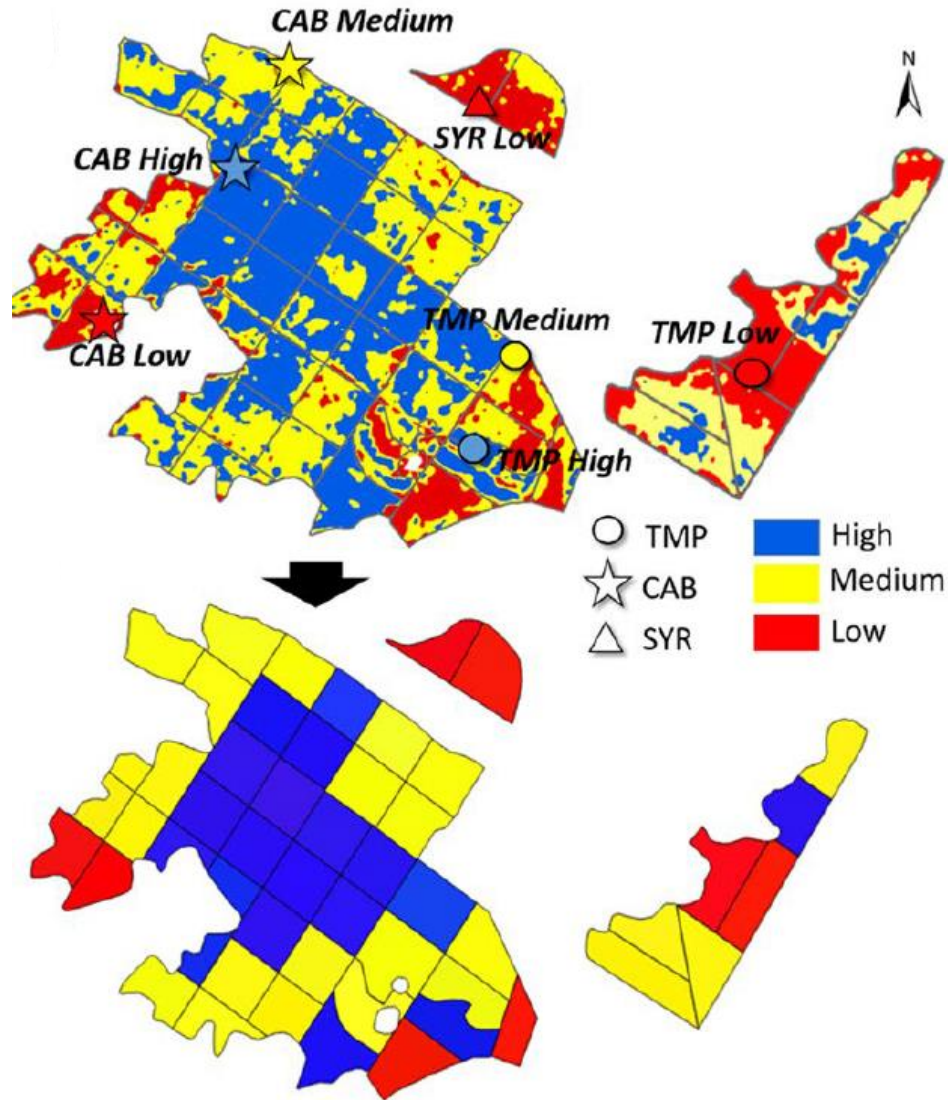 CAB Medium
N
SYR Low
CAB High
TMP Medium
TMP Low
CAB Low
TMP High
TMP
High
CAB
Medium
SYR
Low